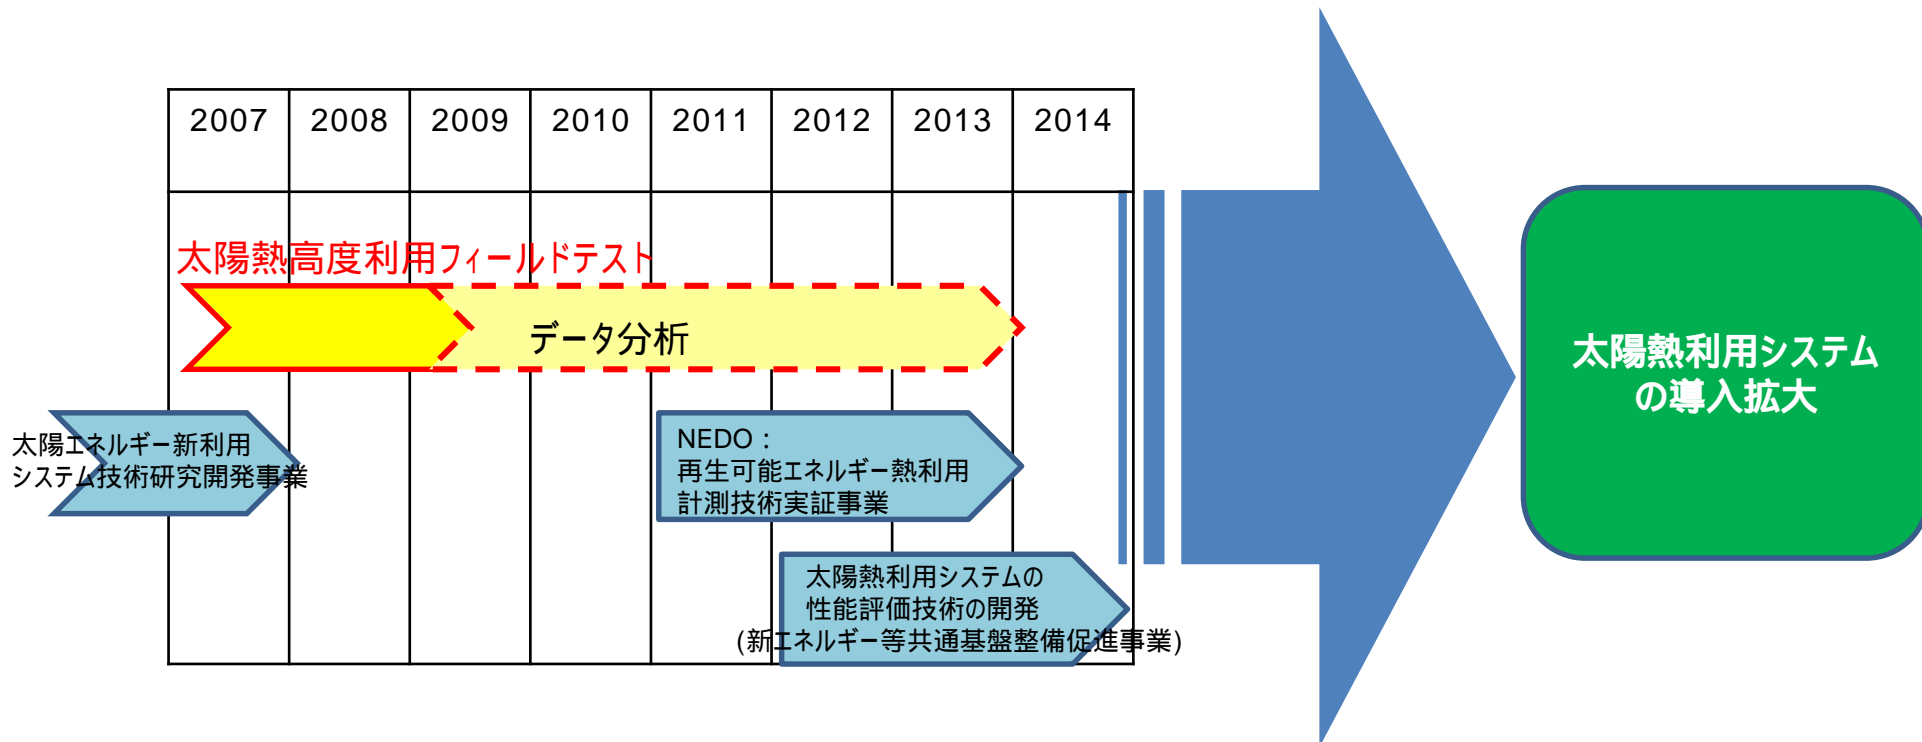 2007 2008 2009 2010 2011 2012 2013 2014
太陽熱高度利用フィールドテスト
データ分析
太陽エネルギー新利用
システム技術研究開発事業
NEDO：
再生可能エネルギー熱利用
計測技術実証事業
太陽熱利用システムの
性能評価技術の開発
(新エネルギー等共通基盤整備促進事業)
太陽熱利用システム
の導入拡大